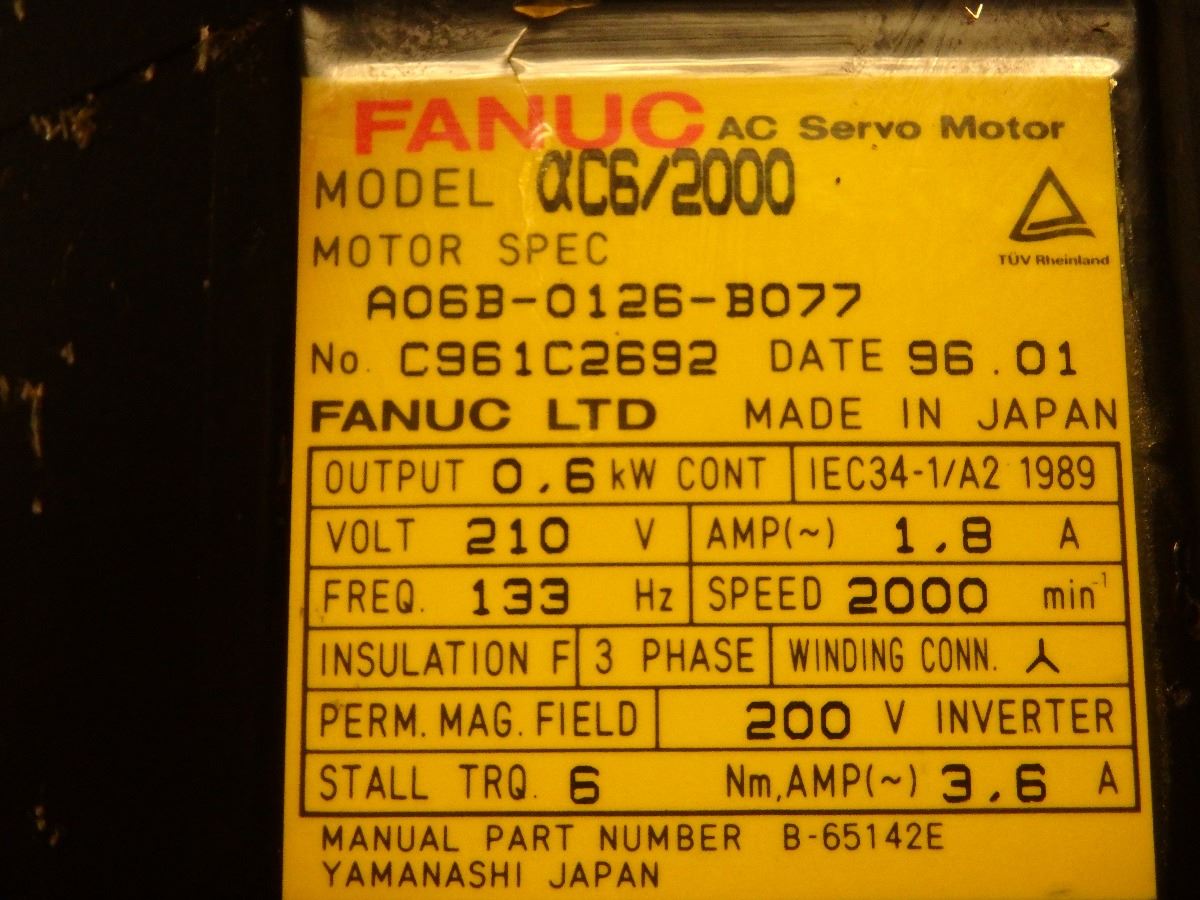 FANUC AC Servo Motor
MODEL αC6/2000
TÜV Rheinland
MOTOR SPEC
A06B-0126-B077
No. C961C2692 DATE 96.01
FANUC LTD MADE IN JAPAN
OUTPUT 0.6 kW CONT IEC34-1/A2 1989
VOLT 210 V AMP(~) 1.8 A
FREQ. 133 Hz SPEED 2000 min⁻¹
INSULATION F 3 PHASE WINDING CONN.
PERM. MAG. FIELD 200 V INVERTER
STALL TRQ. 6 Nm, AMP(~) 3.6 A
MANUAL PART NUMBER B-65142E
YAMANASHI JAPAN